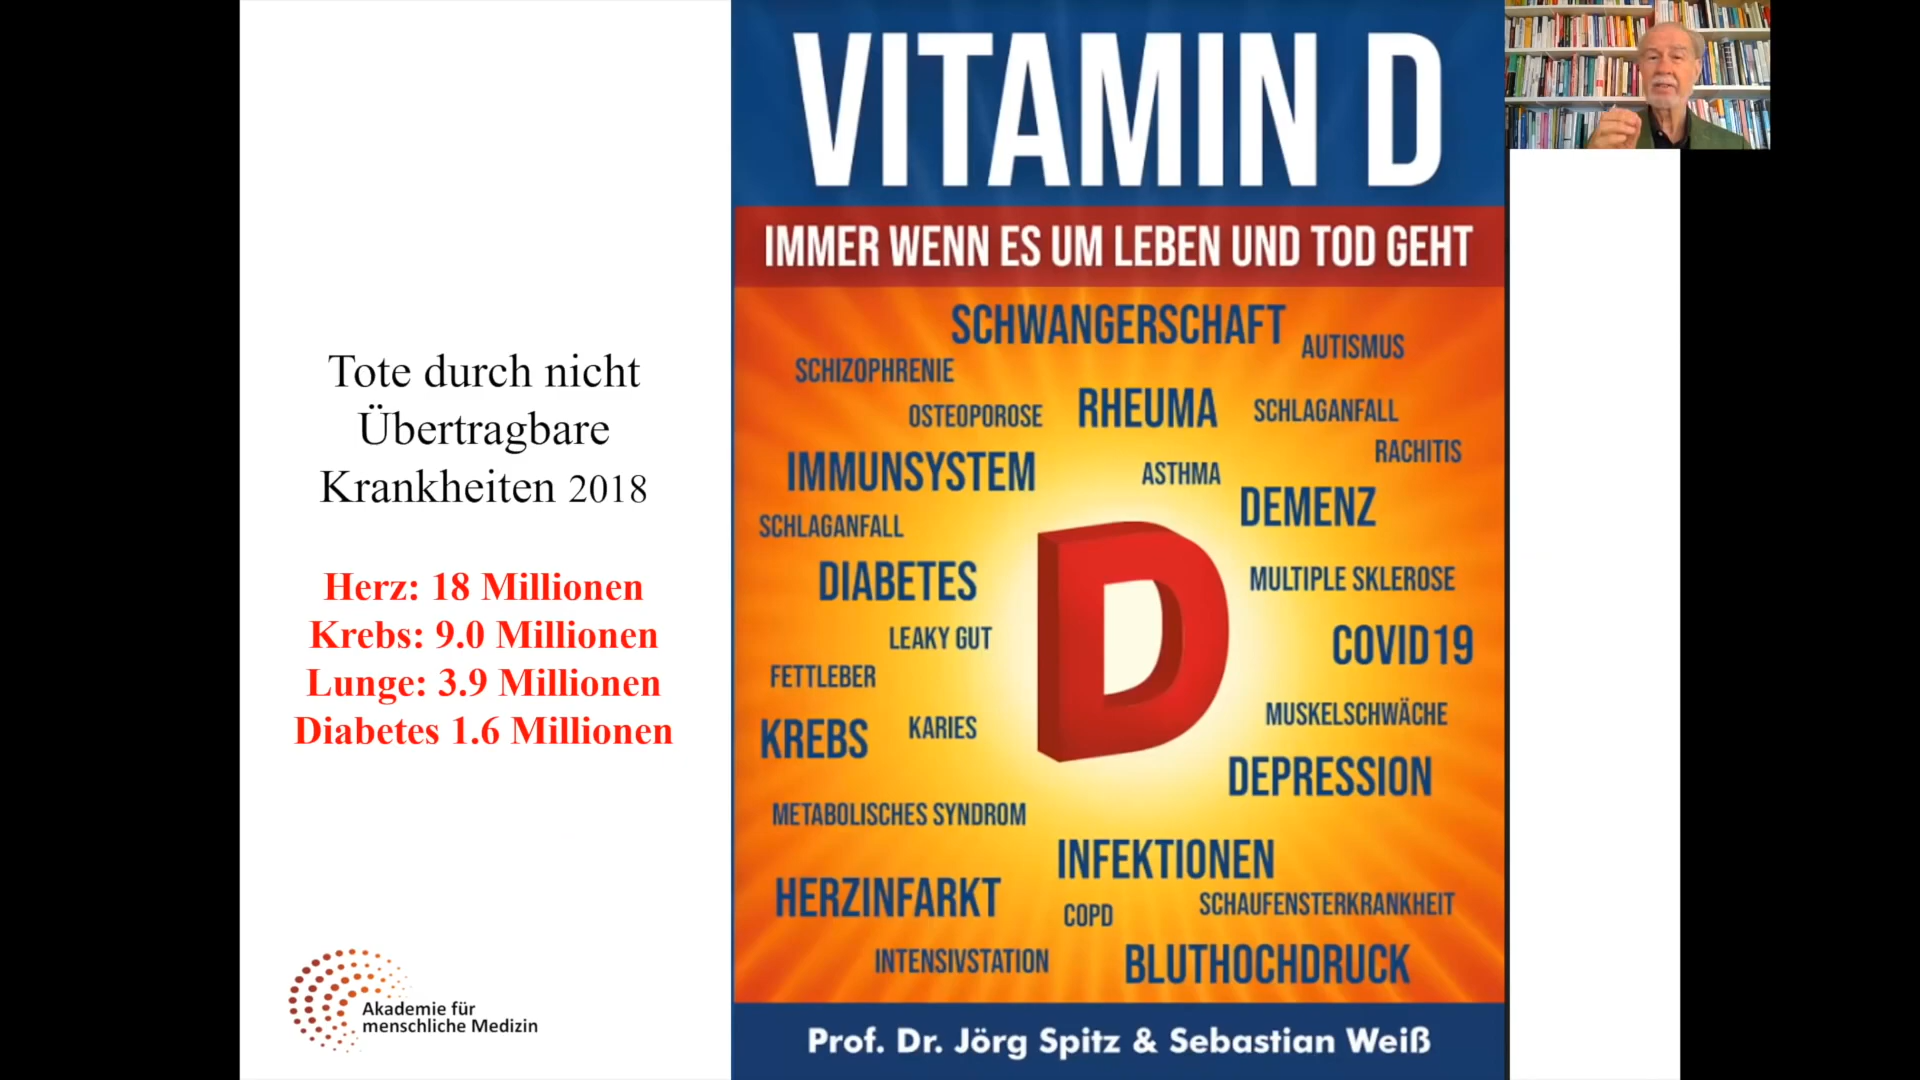 Tote durch nicht
Übertragbare
Krankheiten 2018
Herz: 18 Millionen
Krebs: 9.0 Millionen
Lunge: 3.9 Millionen
Diabetes 1.6 Millionen
Akademie für
menschliche Medizin
VITAMIN D
IMMER WENN ES UM LEBEN UND TOD GEHT
SCHWANGERSCHAFT
AUTISMUS
SCHIZOPHRENIE
OSTEOPOROSE
RHEUMA
SCHLAGANFALL
RACHITIS
IMMUNSYSTEM
ASTHMA
DEMENZ
SCHLAGANFALL
DIABETES
MULTIPLE SKLEROSE
LEAKY GUT
COVID19
FETTLEBER
KREBS
KARIES
MUSKELSCHWÄCHE
DEPRESSION
METABOLISCHES SYNDROM
INFEKTIONEN
HERZINFARKT
COPD
SCHAUFENSTERKRANKHEIT
INTENSIVSTATION
BLUTHOCHDRUCK
D
Prof. Dr. Jörg Spitz & Sebastian Weiß